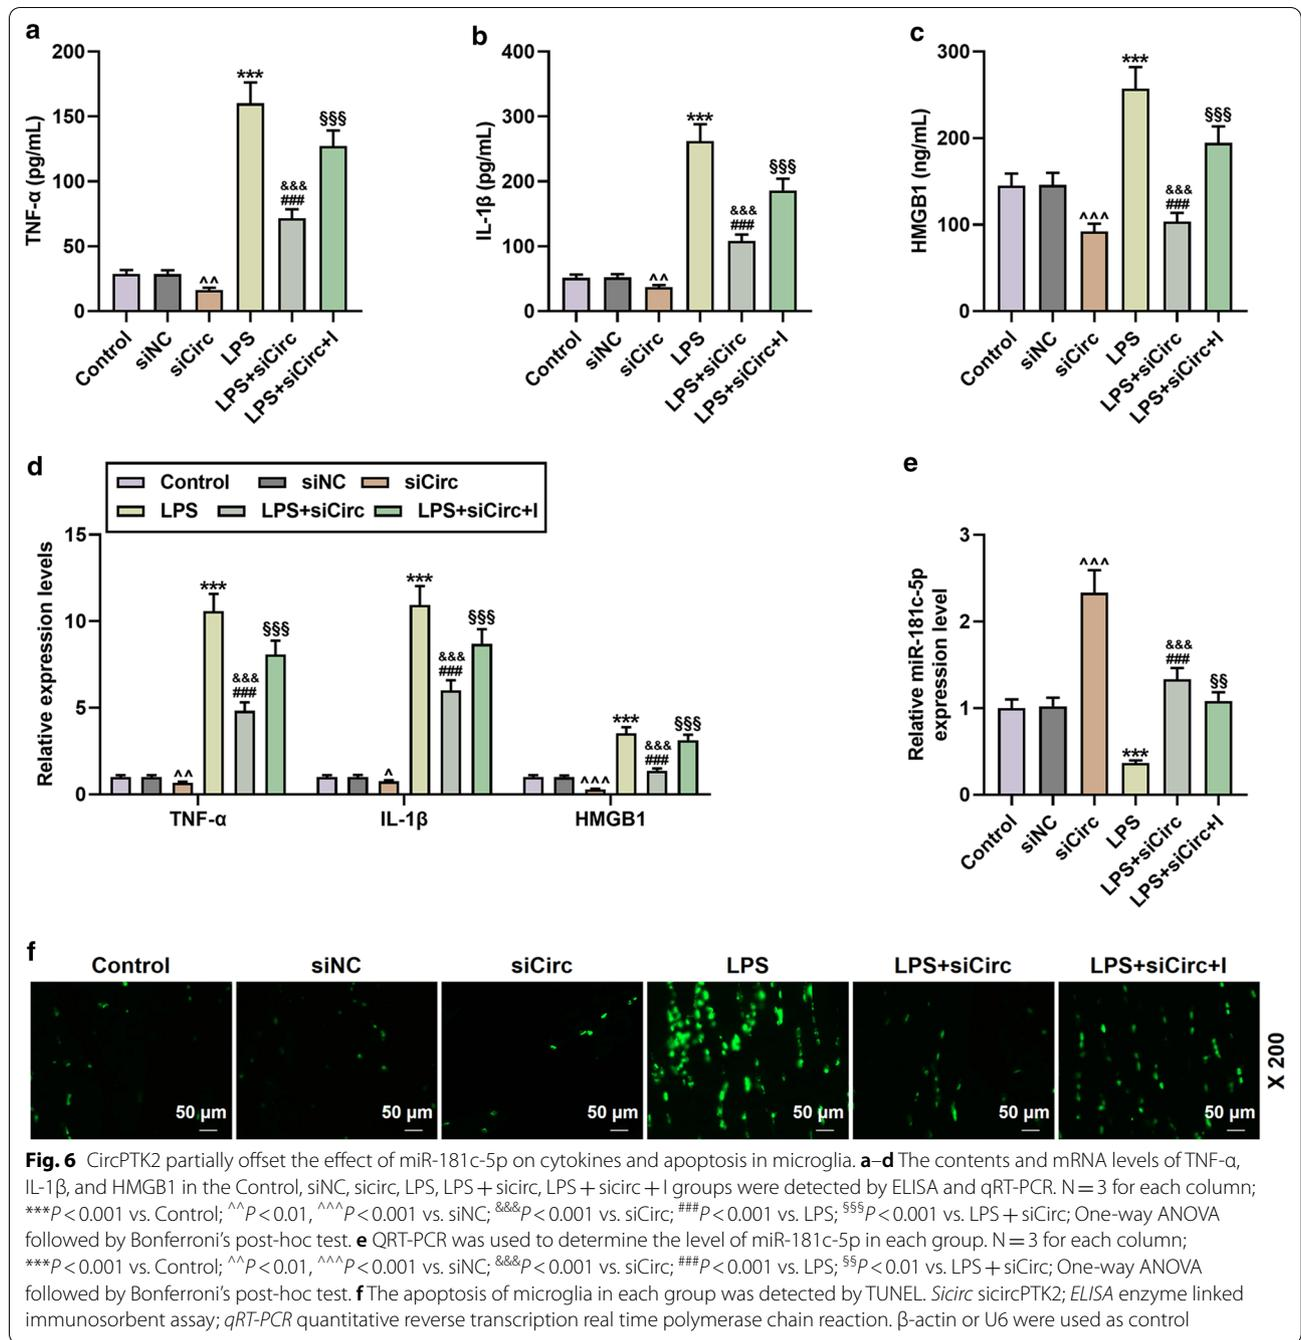 a
200
150
100
50
0
TNF-α (pg/mL)
***
^^
&&&
###
§§§
Control
siNC
siCirc
LPS
LPS+siCirc
LPS+siCirc+I
b
400
300
200
100
0
IL-1β (pg/mL)
***
^^
&&&
###
§§§
Control
siNC
siCirc
LPS
LPS+siCirc
LPS+siCirc+I
c
300
200
100
0
HMGB1 (ng/mL)
***
^^^
&&&
###
§§§
Control
siNC
siCirc
LPS
LPS+siCirc
LPS+siCirc+I
d
Control siNC siCirc
LPS LPS+siCirc LPS+siCirc+I
15
10
5
0
Relative expression levels
^^
***
&&&
###
§§§
^
***
&&&
###
§§§
^^^
***
&&&
###
§§§
TNF-α IL-1β HMGB1
e
3
2
1
0
Relative miR-181c-5p
expression level
^^^
***
&&&
###
§§
Control
siNC
siCirc
LPS
LPS+siCirc
LPS+siCirc+I
f
Control siNC siCirc LPS LPS+siCirc LPS+siCirc+I
50 μm 50 μm 50 μm 50 μm 50 μm 50 μm
X 200
Fig. 6 CircPTK2 partially offset the effect of miR-181c-5p on cytokines and apoptosis in microglia. a–d The contents and mRNA levels of TNF-α,
IL-1β, and HMGB1 in the Control, siNC, sicirc, LPS, LPS + sicirc, LPS + sicirc + I groups were detected by ELISA and qRT-PCR. N = 3 for each column;
***P < 0.001 vs. Control; ^^P < 0.01, ^^^P < 0.001 vs. siNC; &&&P < 0.001 vs. siCirc; ###P < 0.001 vs. LPS; §§§P < 0.001 vs. LPS + siCirc; One-way ANOVA
followed by Bonferroni’s post-hoc test. e QRT-PCR was used to determine the level of miR-181c-5p in each group. N = 3 for each column;
***P < 0.001 vs. Control; ^^P < 0.01, ^^^P < 0.001 vs. siNC; &&&P < 0.001 vs. siCirc; ###P < 0.001 vs. LPS; §§P < 0.01 vs. LPS + siCirc; One-way ANOVA
followed by Bonferroni’s post-hoc test. f The apoptosis of microglia in each group was detected by TUNEL. Sicirc sicircPTK2; ELISA enzyme linked
immunosorbent assay; qRT-PCR quantitative reverse transcription real time polymerase chain reaction. β-actin or U6 were used as control